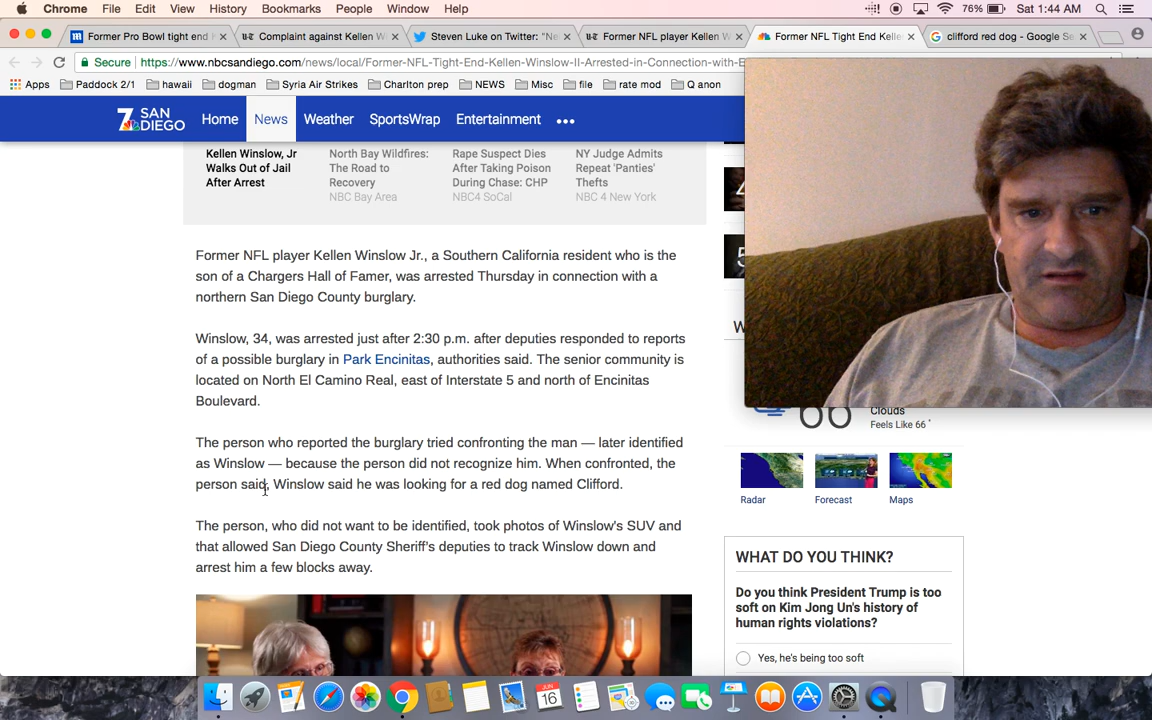 Chrome File Edit View History Bookmarks People Window Help 76% Sat 1:44 AM
Former Pro Bowl tight end k Complaint against Kellen W Steven Luke on Twitter: "Ne Former NFL player Kellen W Former NFL Tight End Keller clifford red dog - Google Se
Secure https://www.nbcsandiego.com/news/local/Former-NFL-Tight-End-Kellen-Winslow-II-Arrested-in-Connection-with-E
Apps Paddock 2/1 hawaii dogman Syria Air Strikes Charlton prep NEWS Misc file rate mod Q anon
7 SAN DIEGO Home News Weather SportsWrap Entertainment
Kellen Winslow, Jr
Walks Out of Jail
After Arrest
North Bay Wildfires:
The Road to
Recovery
NBC Bay Area
Rape Suspect Dies
After Taking Poison
During Chase: CHP
NBC4 SoCal
NY Judge Admits
Repeat 'Panties'
Thefts
NBC 4 New York
Former NFL player Kellen Winslow Jr., a Southern California resident who is the
son of a Chargers Hall of Famer, was arrested Thursday in connection with a
northern San Diego County burglary.
Winslow, 34, was arrested just after 2:30 p.m. after deputies responded to reports
of a possible burglary in Park Encinitas, authorities said. The senior community is
located on North El Camino Real, east of Interstate 5 and north of Encinitas
Boulevard.
The person who reported the burglary tried confronting the man — later identified
as Winslow — because the person did not recognize him. When confronted, the
person said, Winslow said he was looking for a red dog named Clifford.
The person, who did not want to be identified, took photos of Winslow's SUV and
that allowed San Diego County Sheriff's deputies to track Winslow down and
arrest him a few blocks away.
4
5
W
66
Clouds
Feels Like 66 °
Radar Forecast Maps
WHAT DO YOU THINK?
Do you think President Trump is too
soft on Kim Jong Un's history of
human rights violations?
Yes, he's being too soft
JUN
16